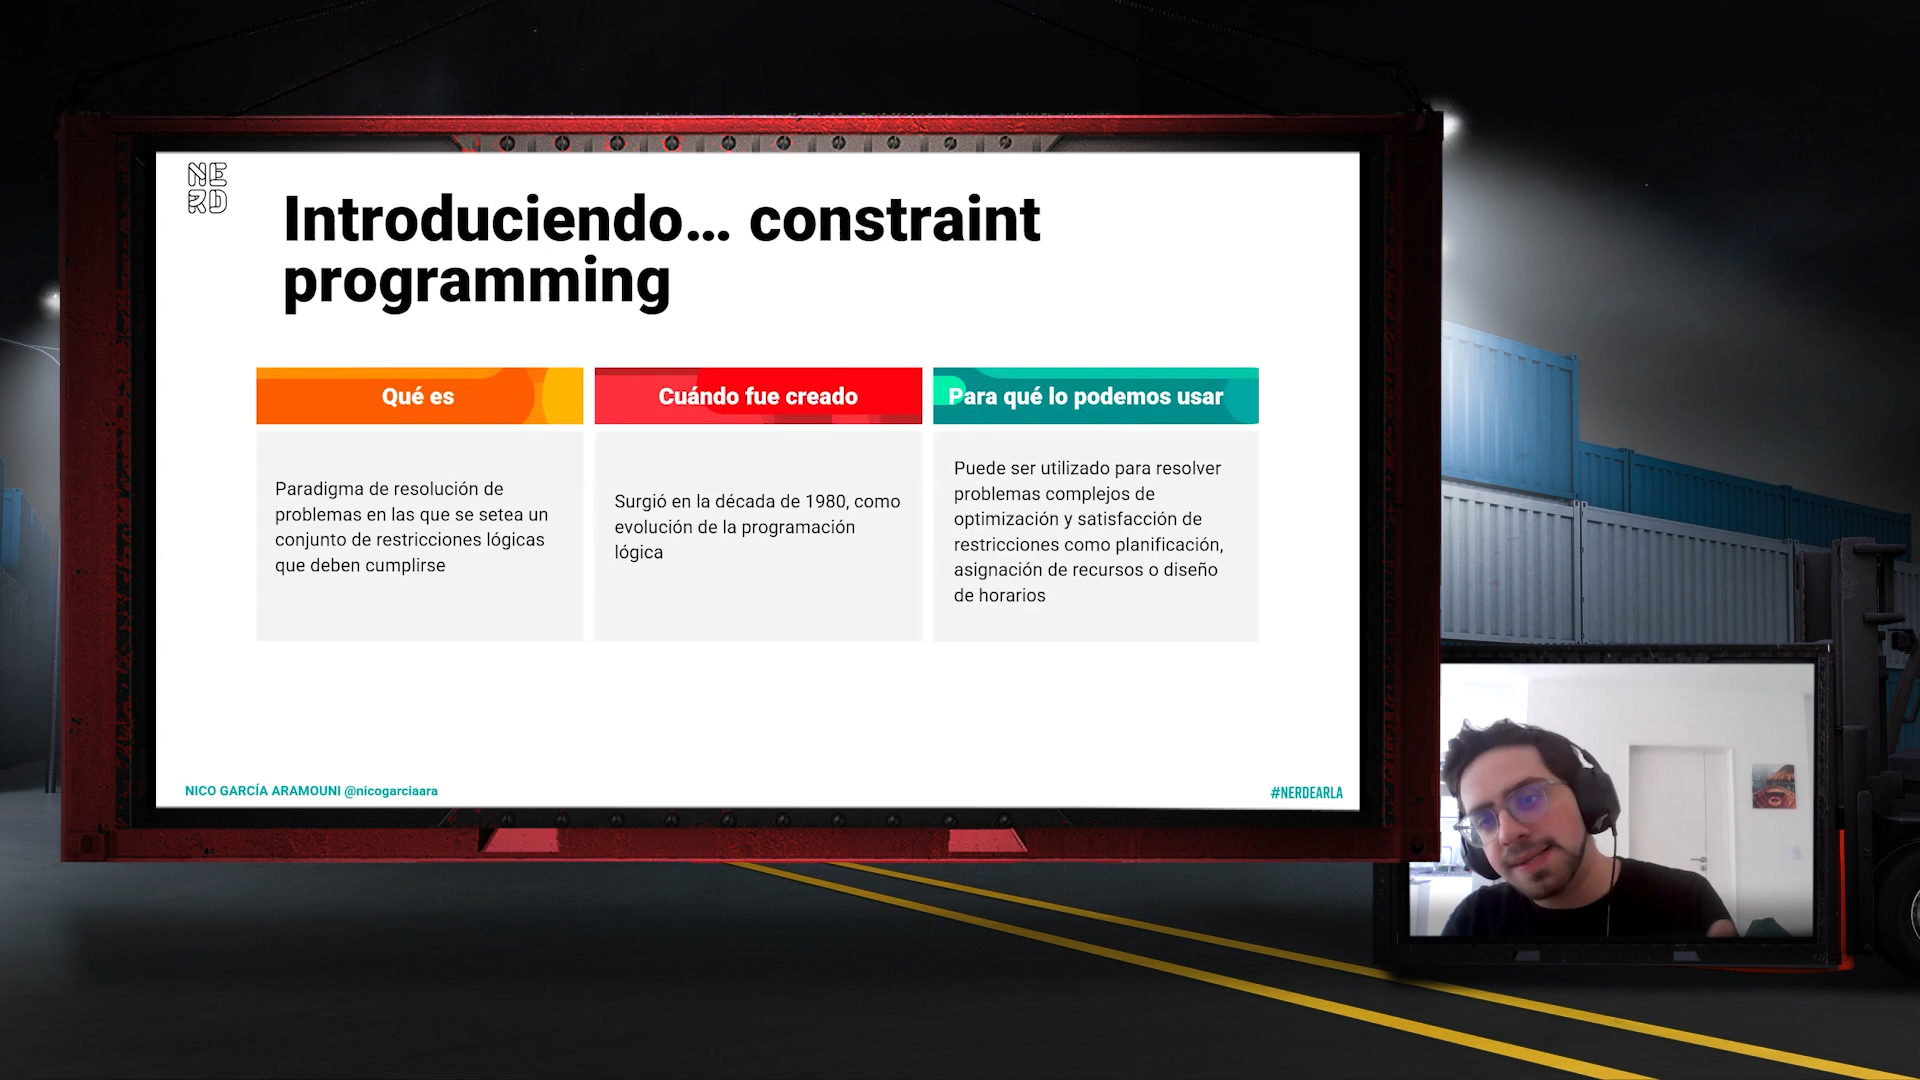 NE
RD
Introduciendo... constraint
programming
Qué es
Paradigma de resolución de
problemas en las que se setea un
conjunto de restricciones lógicas
que deben cumplirse
Cuándo fue creado
Surgió en la década de 1980, como
evolución de la programación
lógica
Para qué lo podemos usar
Puede ser utilizado para resolver
problemas complejos de
optimización y satisfacción de
restricciones como planificación,
asignación de recursos o diseño
de horarios
NICO GARCÍA ARAMOUNI @nicogarciaara
#NERDEARLA